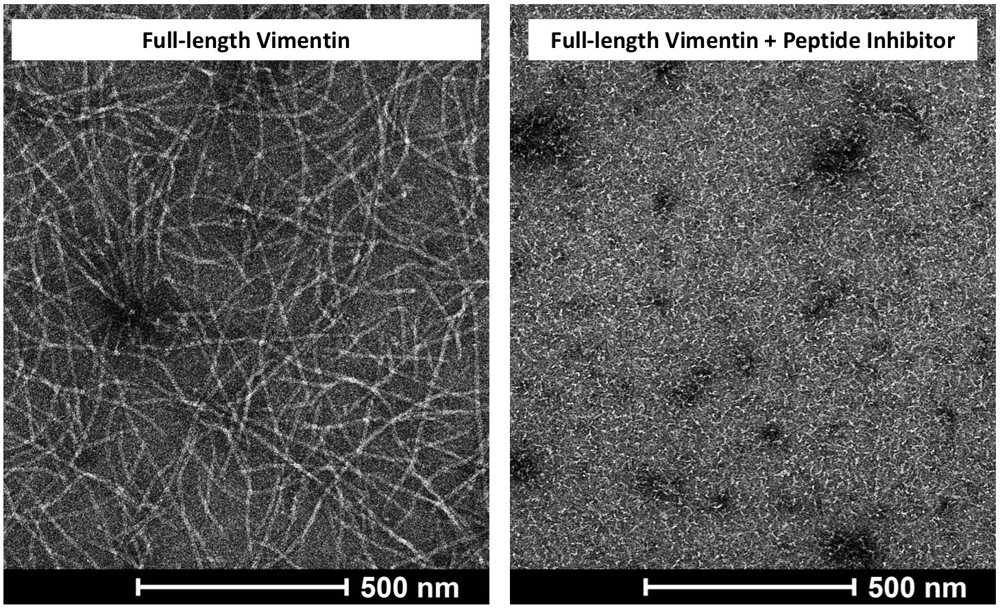 Full-length Vimentin
Full-length Vimentin + Peptide Inhibitor
500 nm
500 nm